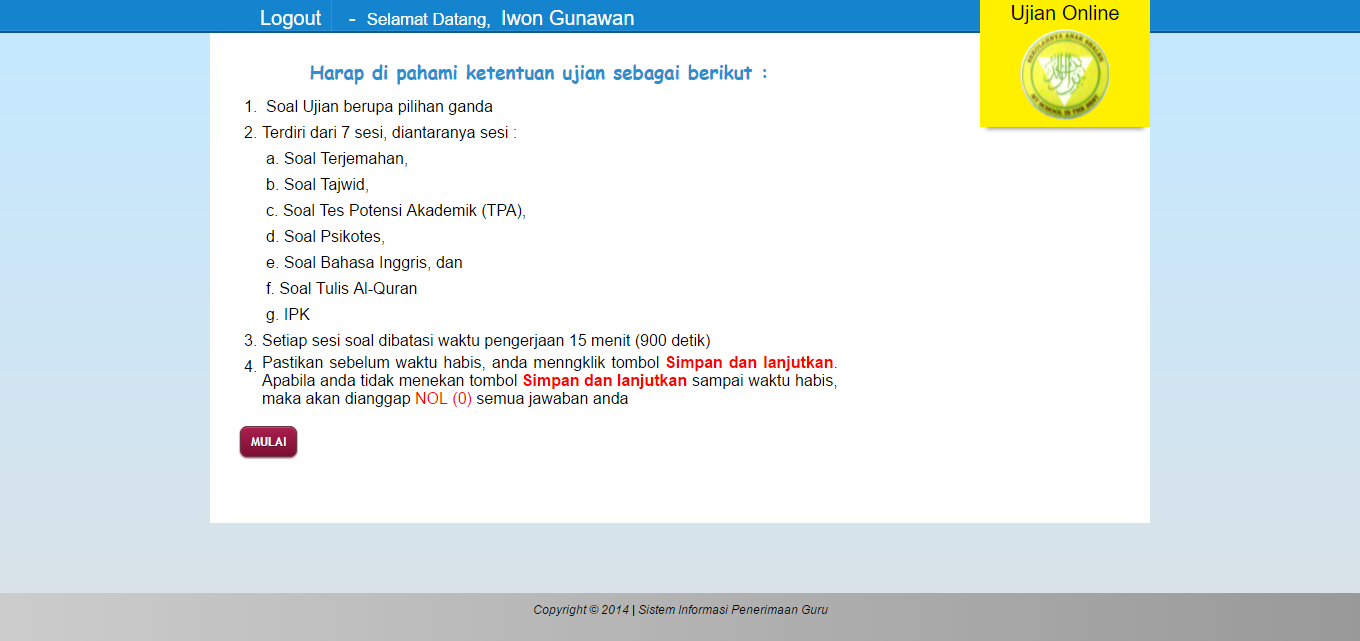 Logout - Selamat Datang, Iwon Gunawan
Ujian Online
Harap di pahami ketentuan ujian sebagai berikut :
1. Soal Ujian berupa pilihan ganda
2. Terdiri dari 7 sesi, diantaranya sesi :
a. Soal Terjemahan,
b. Soal Tajwid,
c. Soal Tes Potensi Akademik (TPA),
d. Soal Psikotes,
e. Soal Bahasa Inggris, dan
f. Soal Tulis Al-Quran
g. IPK
3. Setiap sesi soal dibatasi waktu pengerjaan 15 menit (900 detik)
4. Pastikan sebelum waktu habis, anda menngklik tombol Simpan dan lanjutkan.
Apabila anda tidak menekan tombol Simpan dan lanjutkan sampai waktu habis,
maka akan dianggap NOL (0) semua jawaban anda
MULAI
Copyright © 2014 | Sistem Informasi Penerimaan Guru